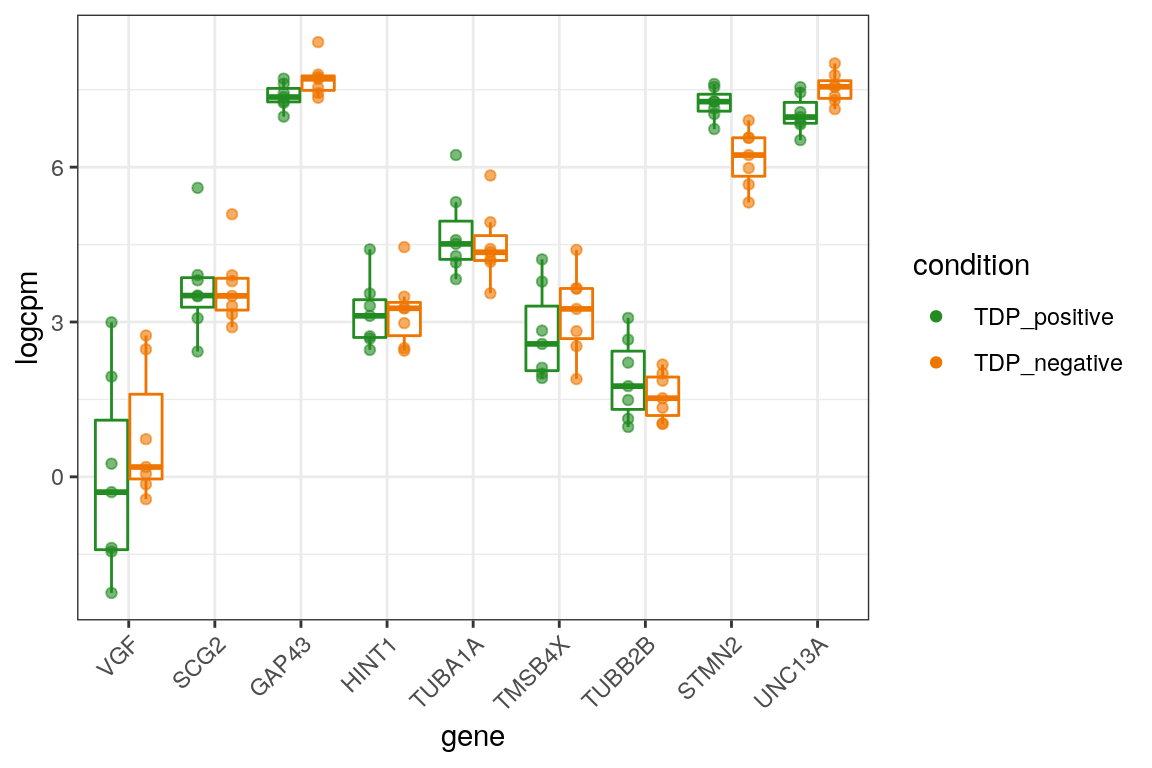 logcpm
6
3
0
VGF
SCG2
GAP43
HINT1
TUBA1A
TMSB4X
TUBB2B
STMN2
UNC13A
gene
condition
TDP_positive
TDP_negative